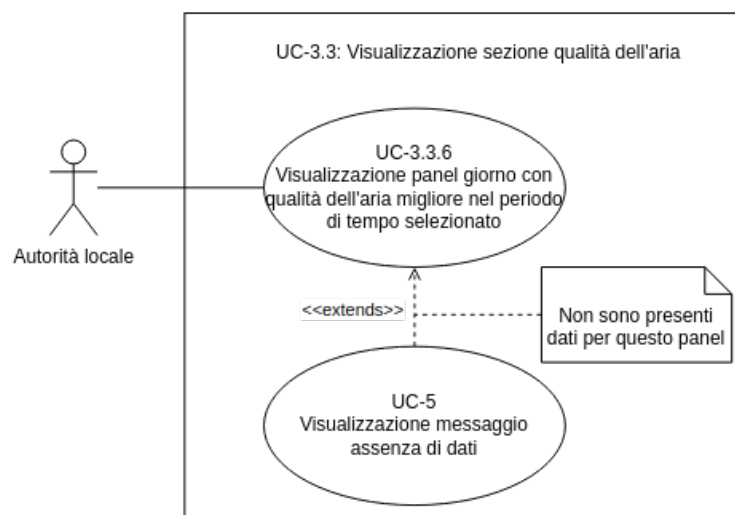 UC-3.3: Visualizzazione sezione qualità dell'aria
UC-3.3.6
Visualizzazione panel giorno con
qualità dell'aria migliore nel periodo
di tempo selezionato
Autorità locale
<<extends>>
Non sono presenti
dati per questo panel
UC-5
Visualizzazione messaggio
assenza di dati